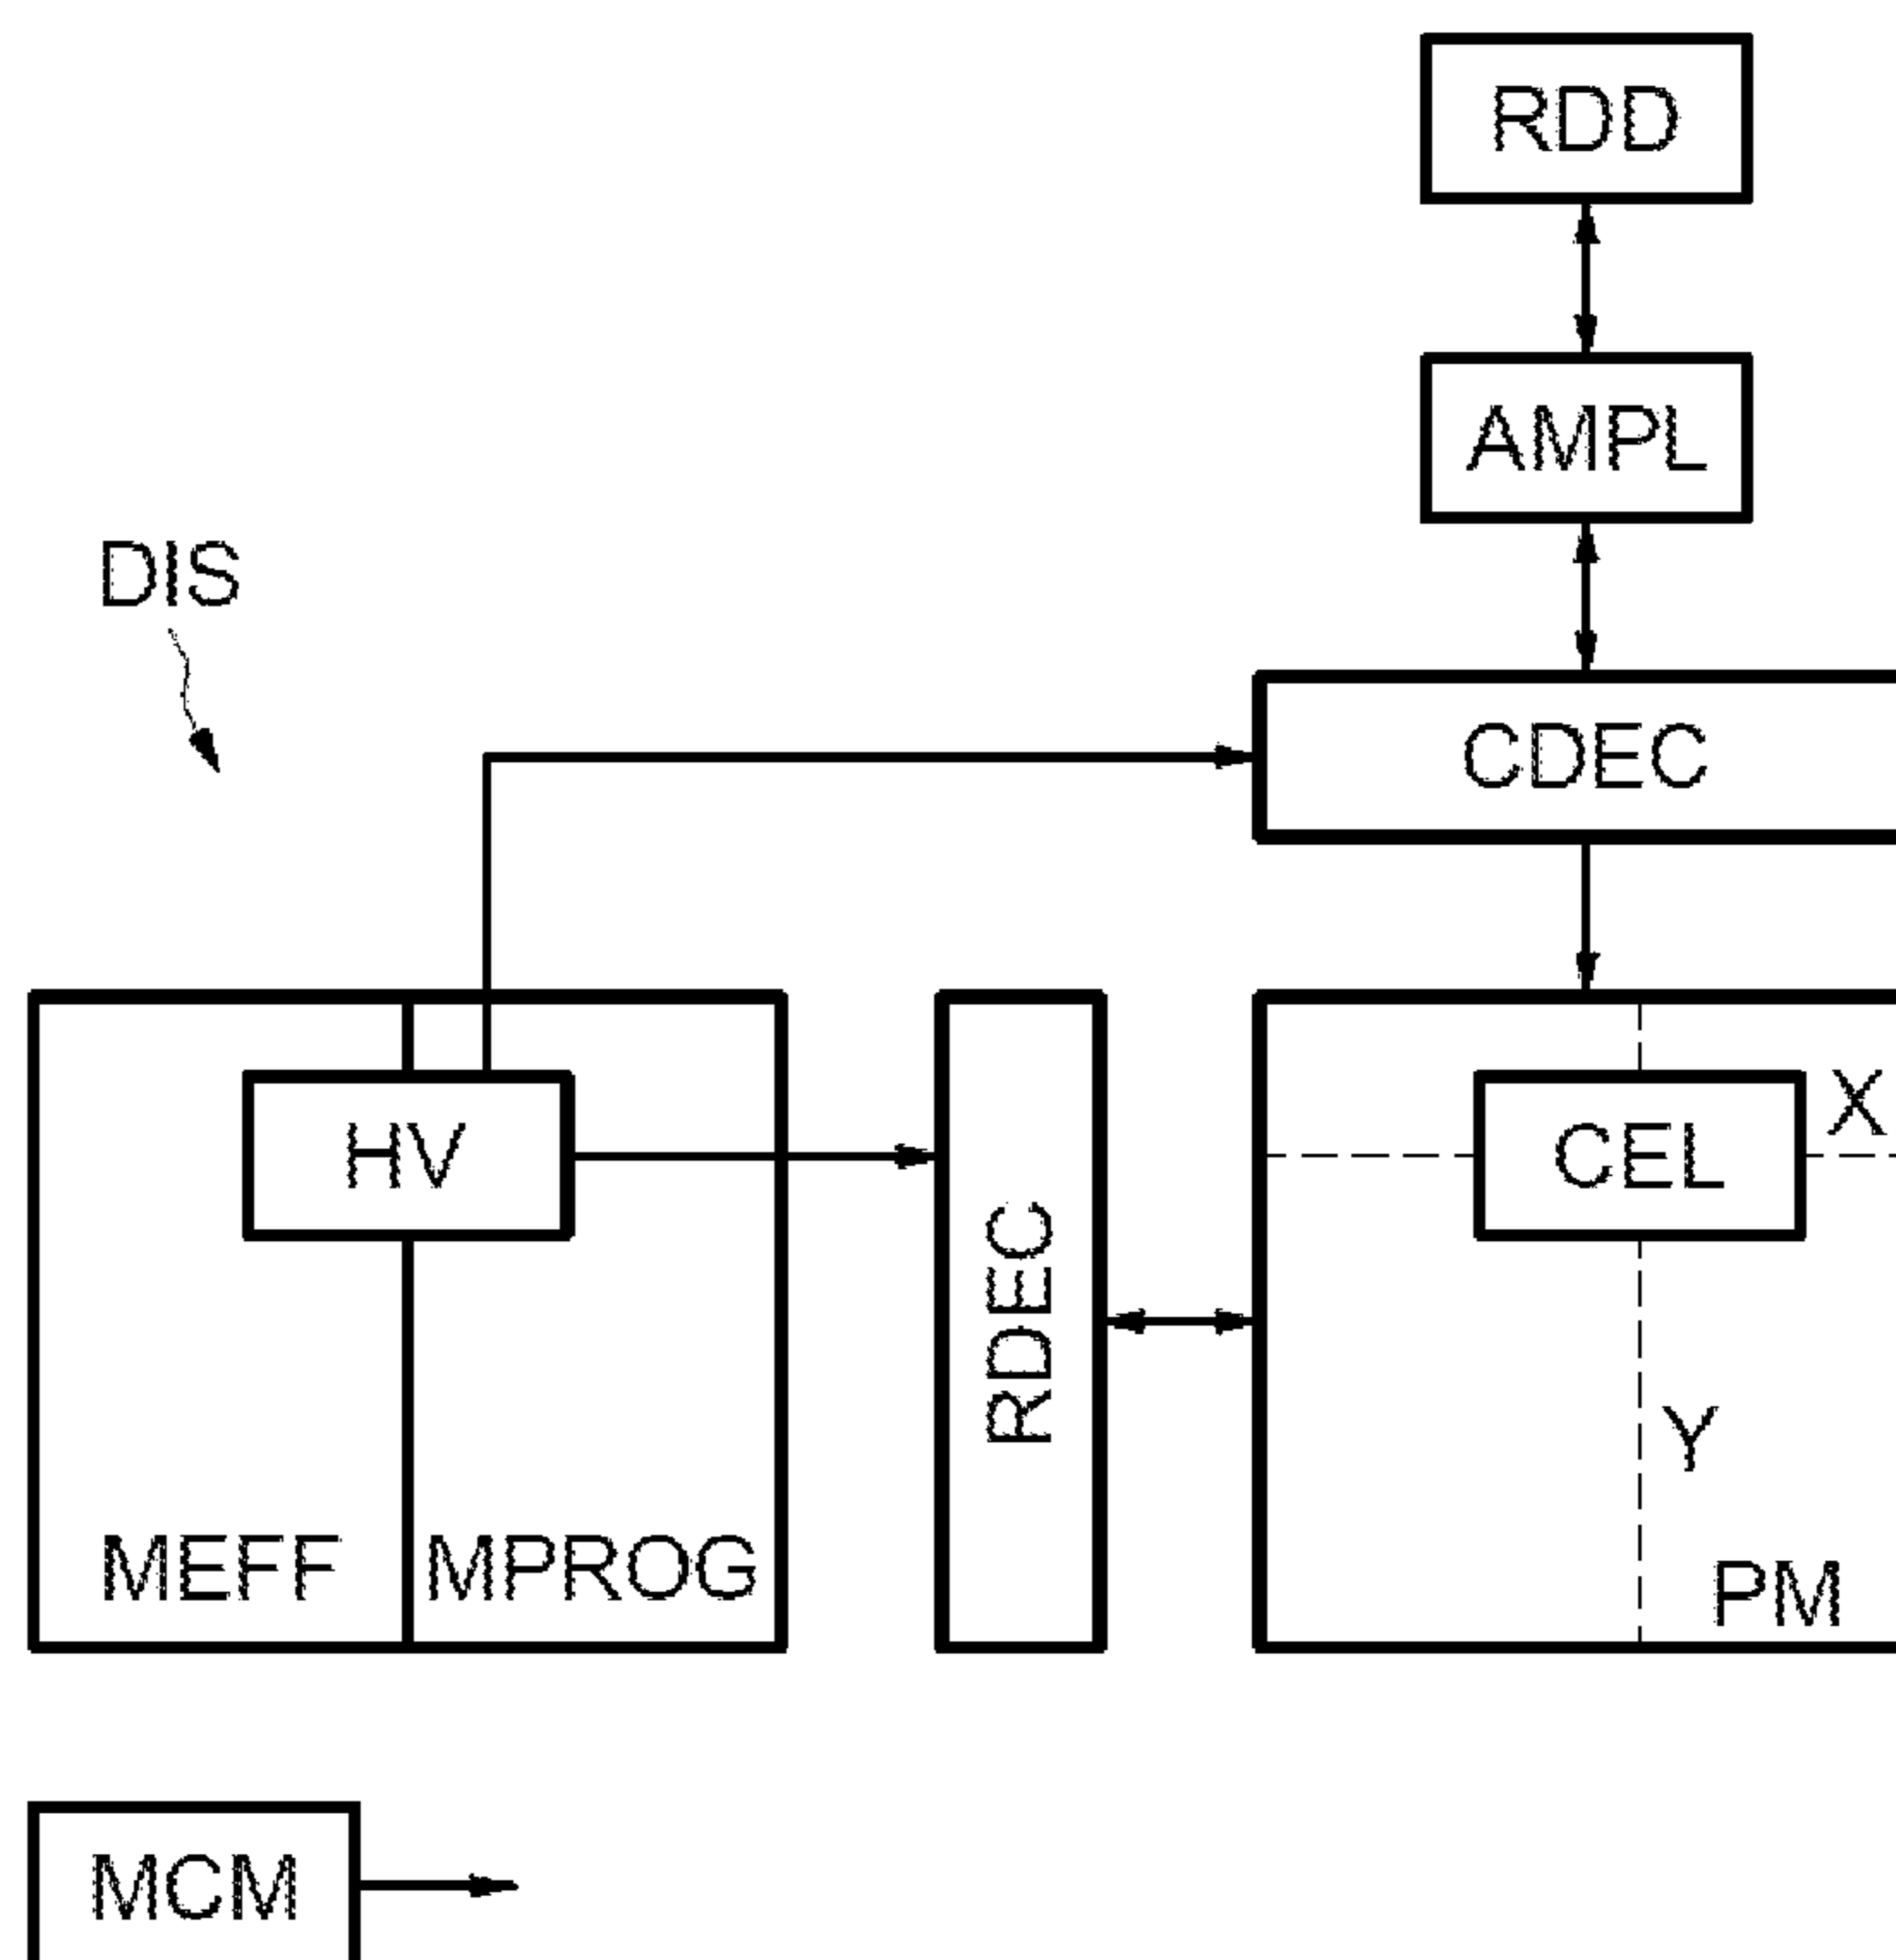 RDD
AMPL
DIS
CDEC
HV
CEL
X
RDEC
Y
MEFF
MPROG
PM
MCM